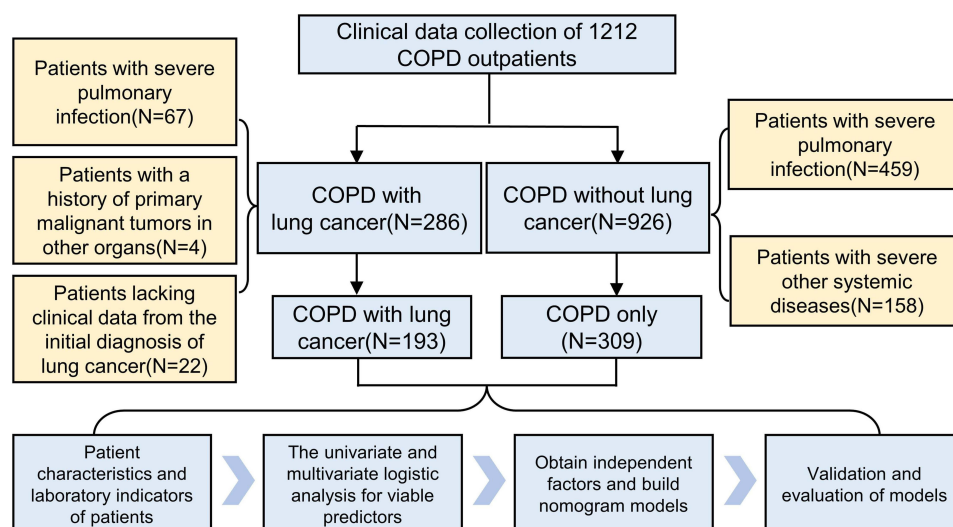 Clinical data collection of 1212
COPD outpatients
Patients with severe
pulmonary
infection(N=67)
Patients with a
history of primary
malignant tumors in
other organs(N=4)
Patients lacking
clinical data from the
initial diagnosis of
lung cancer(N=22)
COPD with
lung cancer(N=286)
COPD without lung
cancer(N=926)
Patients with severe
pulmonary
infection(N=459)
Patients with severe
other systemic
diseases(N=158)
COPD with lung
cancer(N=193)
COPD only
(N=309)
Patient
characteristics and
laboratory indicators
of patients
The univariate and
multivariate logistic
analysis for viable
predictors
Obtain independent
factors and build
nomogram models
Validation and
evaluation of models